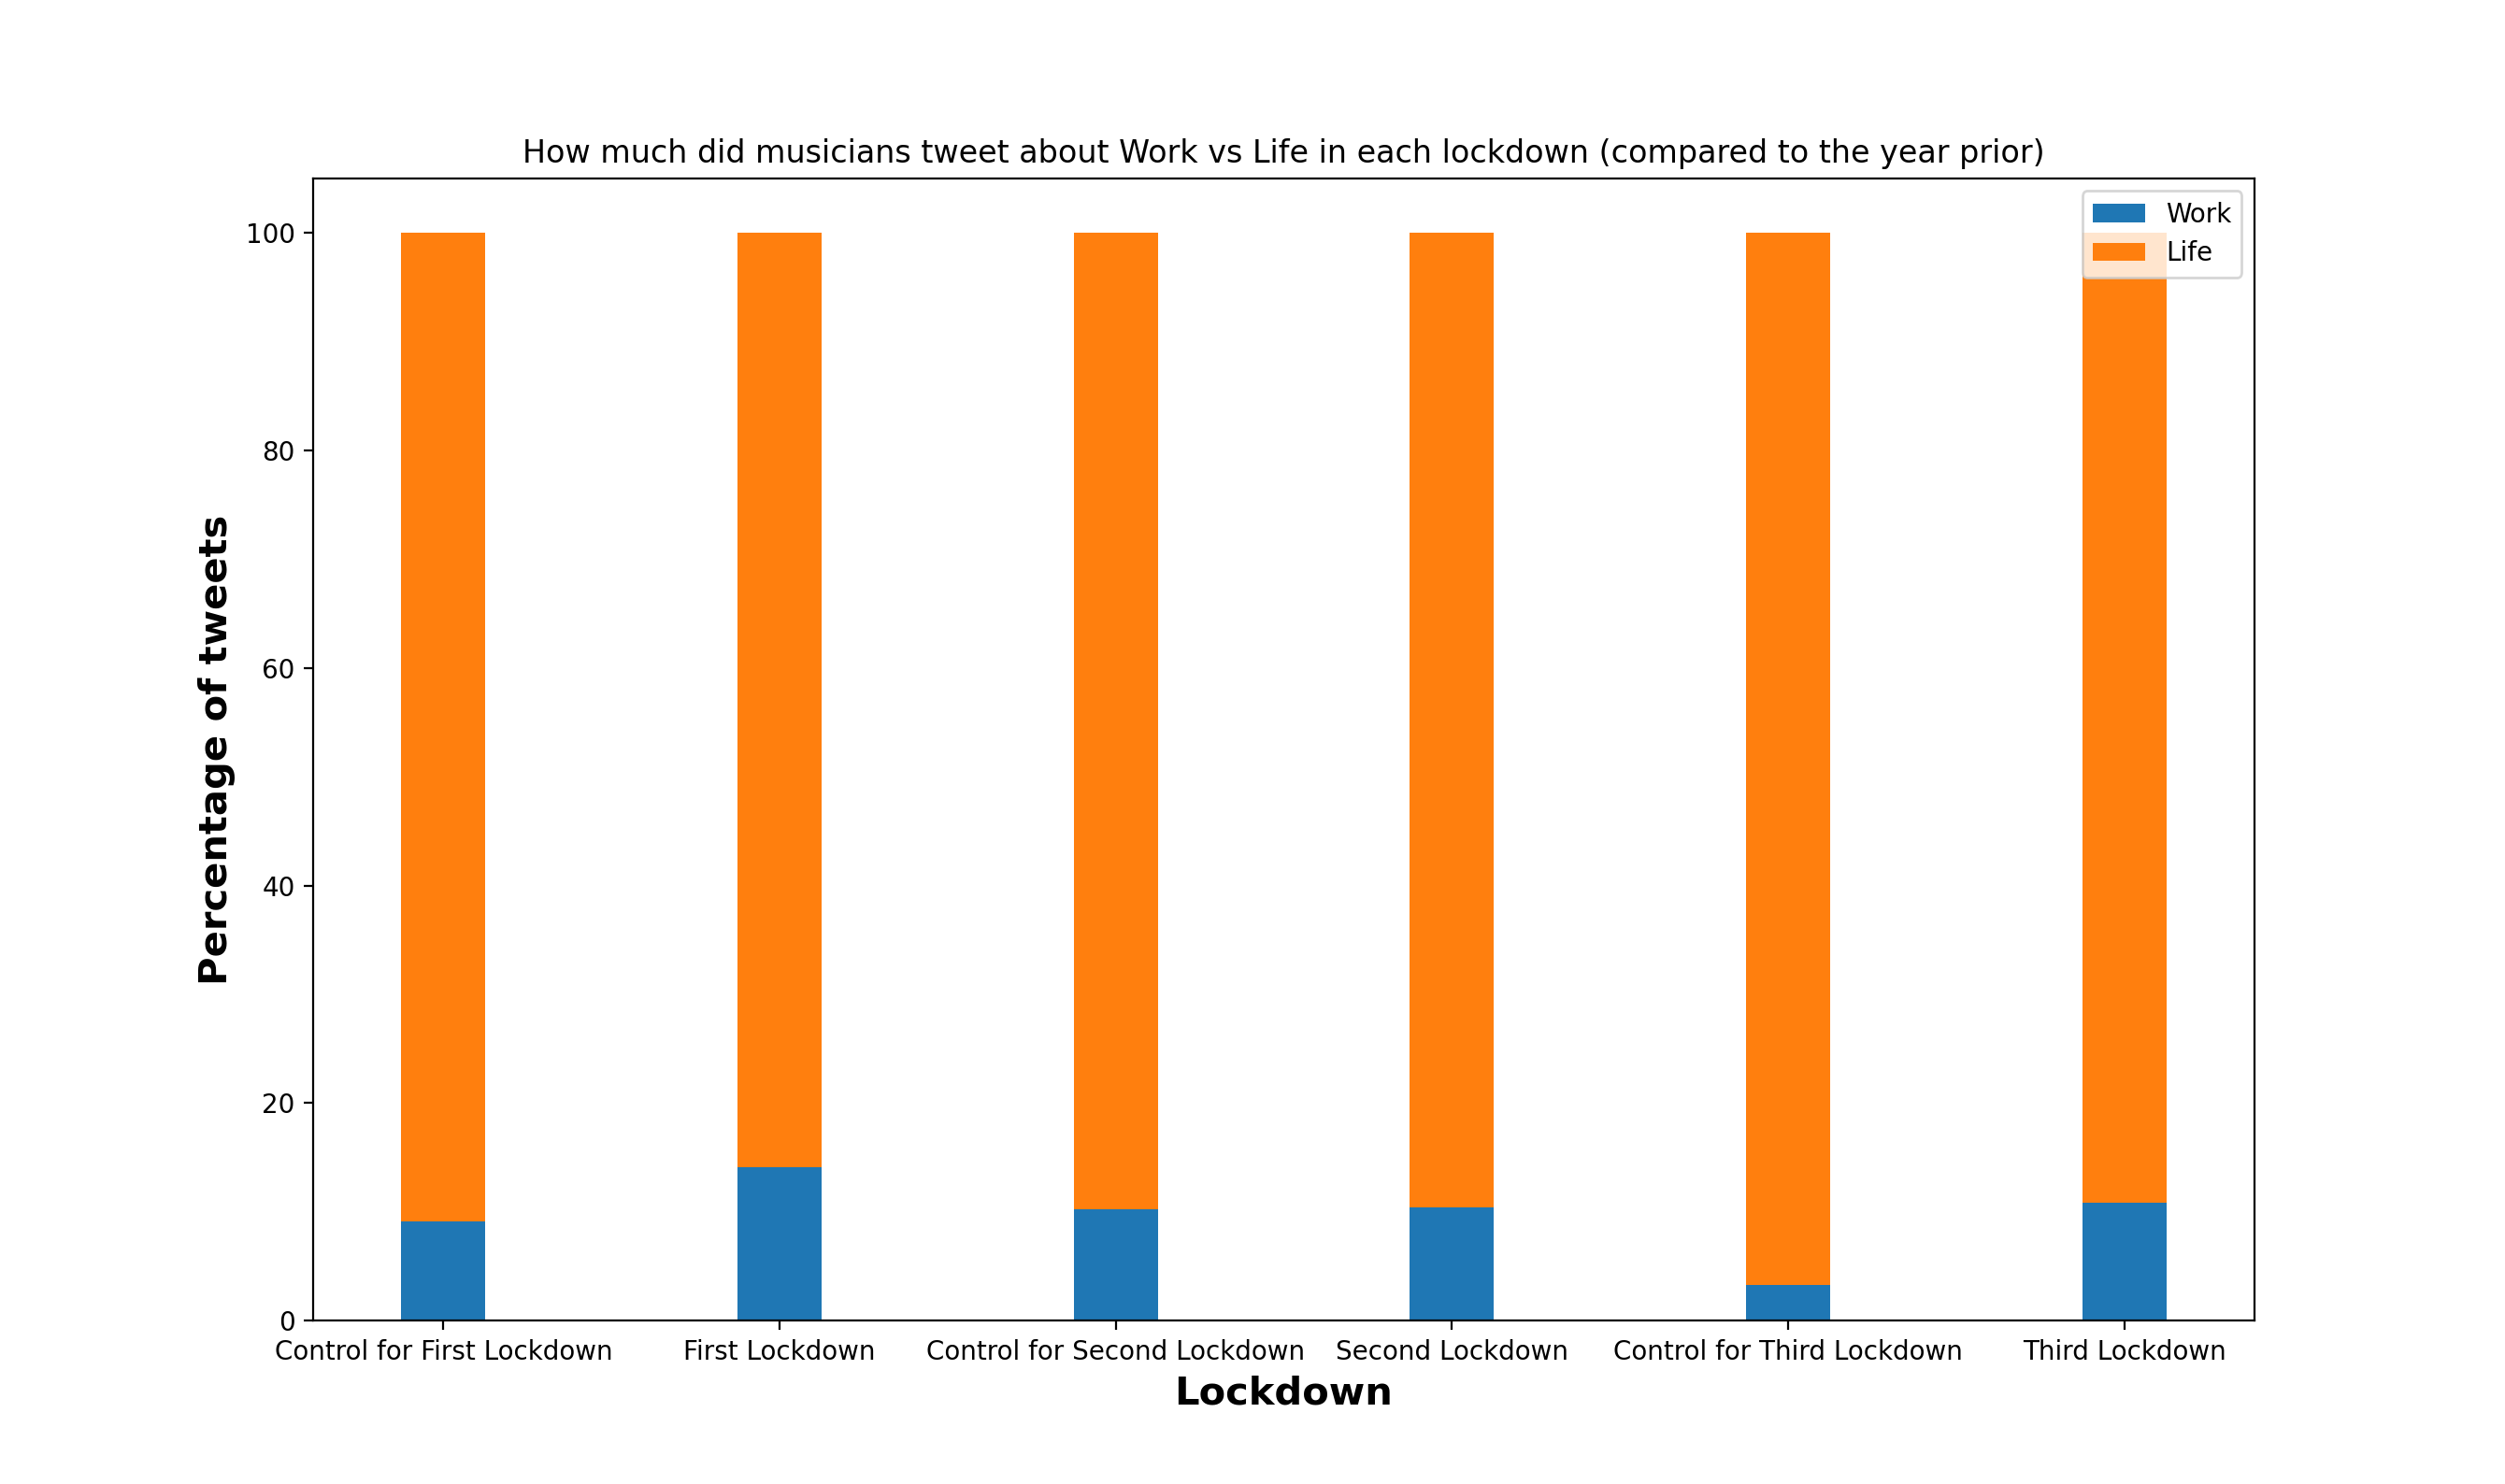 How much did musicians tweet about Work vs Life in each lockdown (compared to the year prior)
Work
Life
100
80
60
40
20
0
Percentage of tweets
Control for First Lockdown
First Lockdown
Control for Second Lockdown
Second Lockdown
Control for Third Lockdown
Third Lockdown
Lockdown